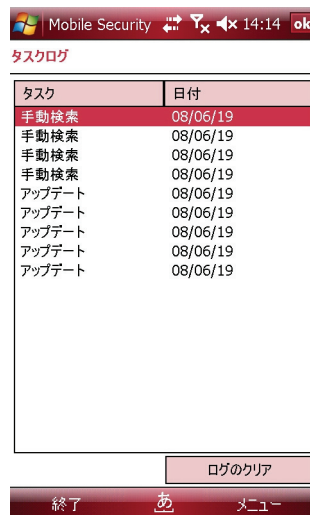 Mobile Security 14:14 ok
タスクログ
タスク 日付
手動検索 08/06/19
手動検索 08/06/19
手動検索 08/06/19
手動検索 08/06/19
アップデート 08/06/19
アップデート 08/06/19
アップデート 08/06/19
アップデート 08/06/19
アップデート 08/06/19
ログのクリア
終了 あ メニュー